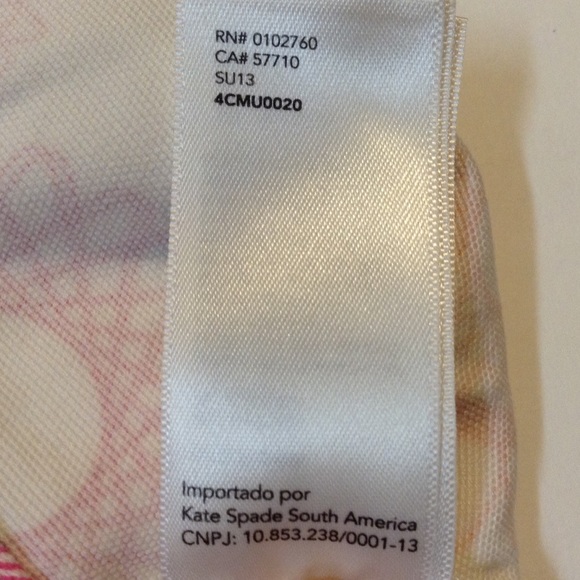 RN# 0102760
CA# 57710
SU13
4CMU0020
Importado por
Kate Spade South America
CNPJ: 10.853.238/0001-13